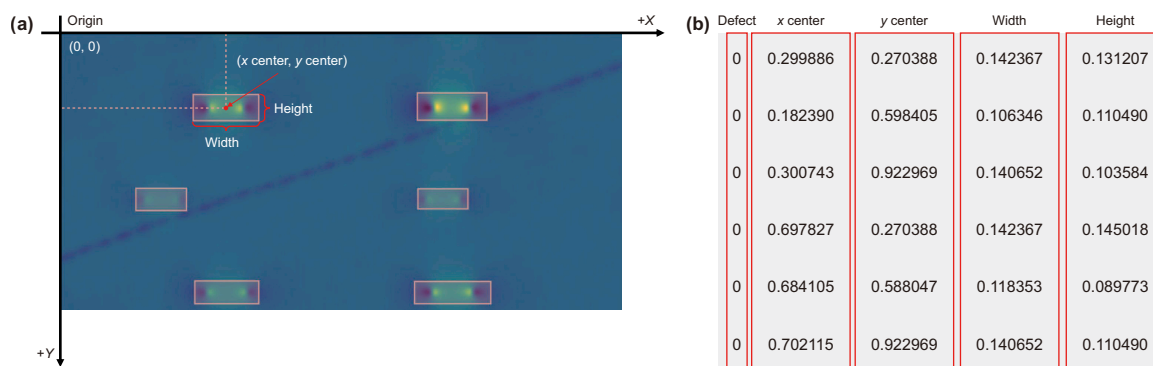 (a)
Origin
+X
(0, 0)
(x center, y center)
Height
Width
+Y
(b)
Defect x center y center Width Height
0 0.299886 0.270388 0.142367 0.131207
0 0.182390 0.598405 0.106346 0.110490
0 0.300743 0.922969 0.140652 0.103584
0 0.697827 0.270388 0.142367 0.145018
0 0.684105 0.588047 0.118353 0.089773
0 0.702115 0.922969 0.140652 0.110490